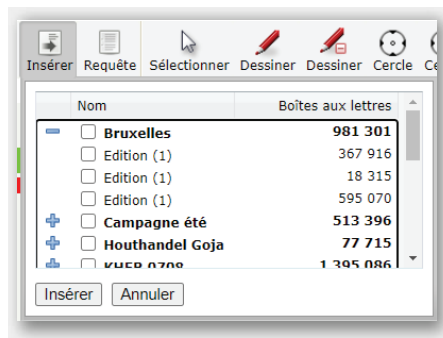 Insérer Requête Sélectionner Dessiner Dessiner Cercle
Nom Boîtes aux lettres
Bruxelles 981 301
Edition (1) 367 916
Edition (1) 18 315
Edition (1) 595 070
Campagne été 513 396
Houthandel Goja 77 715
KHER 0708 1 395 086
Insérer Annuler